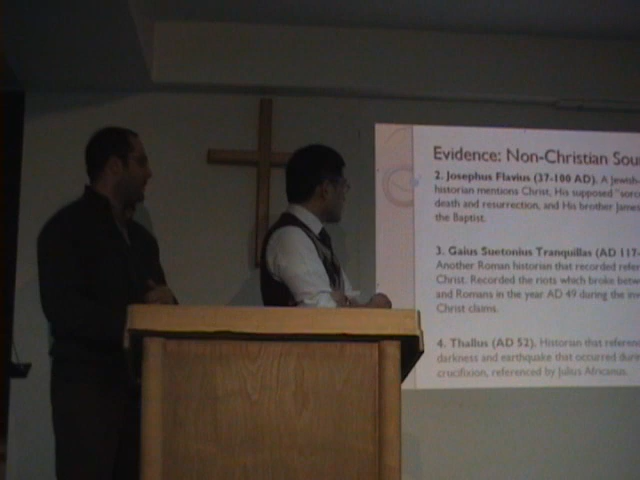 Evidence: Non-Christian Sou
2. Josephus Flavius (37-100 AD). A Jewish-
historian mentions Christ, His supposed "sorc
death and resurrection, and His brother James
the Baptist.
3. Gaius Suetonius Tranquillas (AD 117-
Another Roman historian that recorded refe
Christ. Recorded the riots which broke betw
and Romans in the year AD 49 during the
Christ claims.
4. Thallus (AD 52). Historian that referenc
darkness and earthquake that occurred duri
crucifixion, referenced by Julius Africanus.